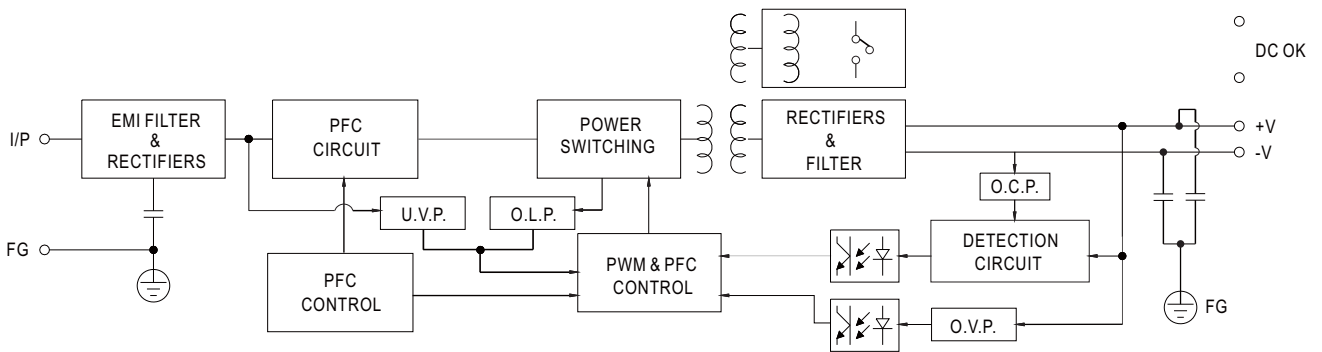 DC OK
I/P
EMI FILTER
&
RECTIFIERS
PFC
CIRCUIT
POWER
SWITCHING
RECTIFIERS
&
FILTER
+V
-V
U.V.P.
O.L.P.
O.C.P.
FG
PFC
CONTROL
PWM & PFC
CONTROL
DETECTION
CIRCUIT
O.V.P.
FG